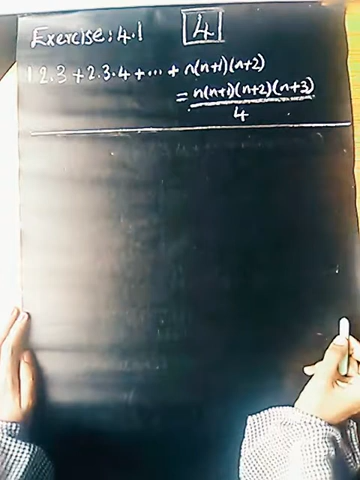 Exercise: 4.1 4
1 2.3+2.3.4+...+ n(n+1)(n+2)
= n(n+1)(n+2)(n+3)
4